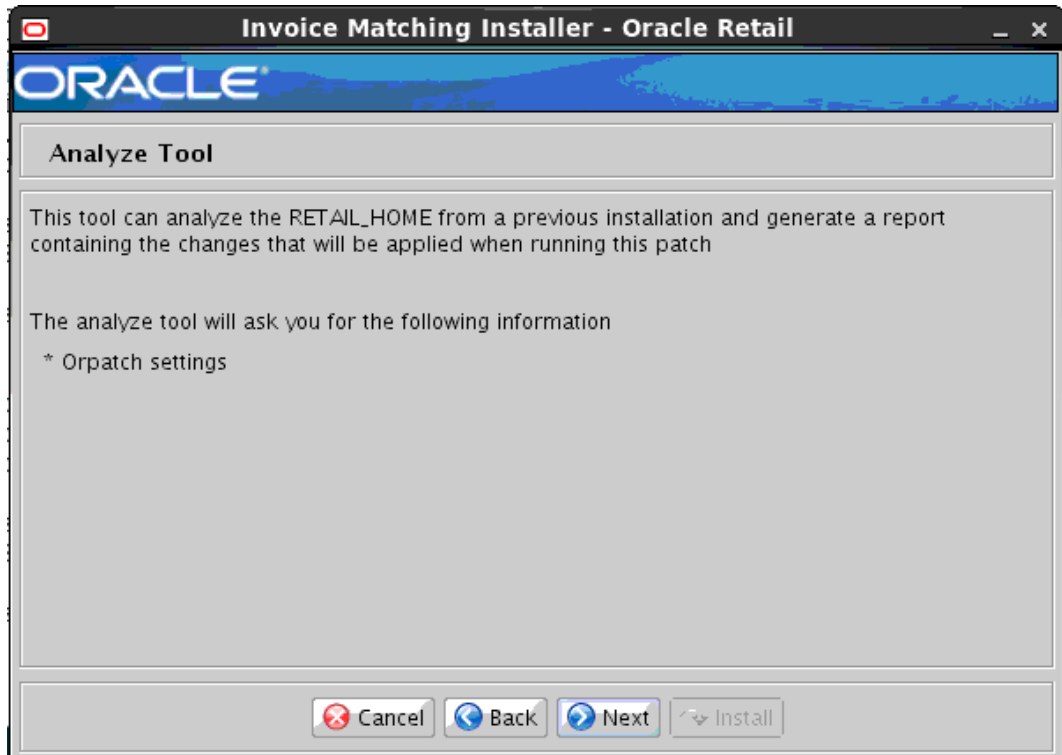 Invoice Matching Installer - Oracle Retail
ORACLE
Analyze Tool
This tool can analyze the RETAIL_HOME from a previous installation and generate a report
containing the changes that will be applied when running this patch
The analyze tool will ask you for the following information
* Orpatch settings
Cancel Back Next Install